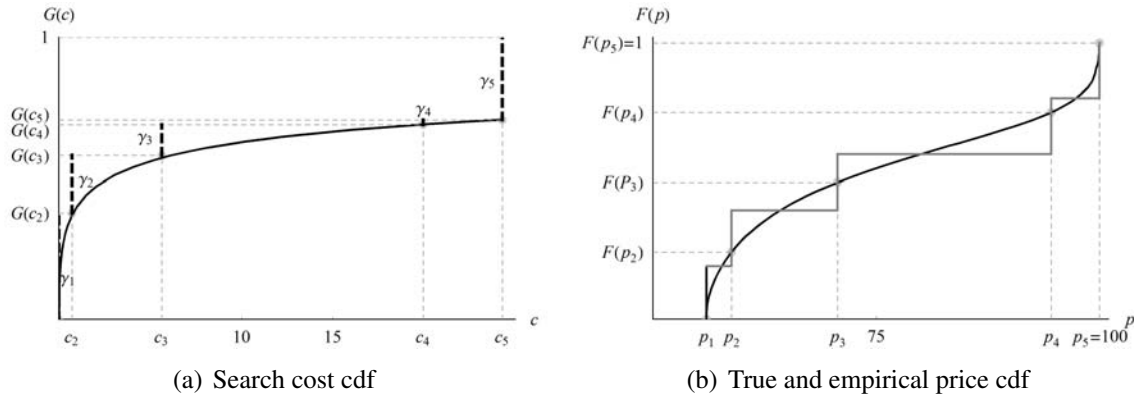 G(c)
1
γ5
G(c5)
γ4
G(c4)
γ3
G(c3)
γ2
G(c2)
γ1
c2 c3 10 15 c4 c5 c
(a) Search cost cdf
F(p)
F(p5)=1
F(p4)
F(P3)
F(p2)
p1 p2 p3 75 p4 p5=100 p
(b) True and empirical price cdf